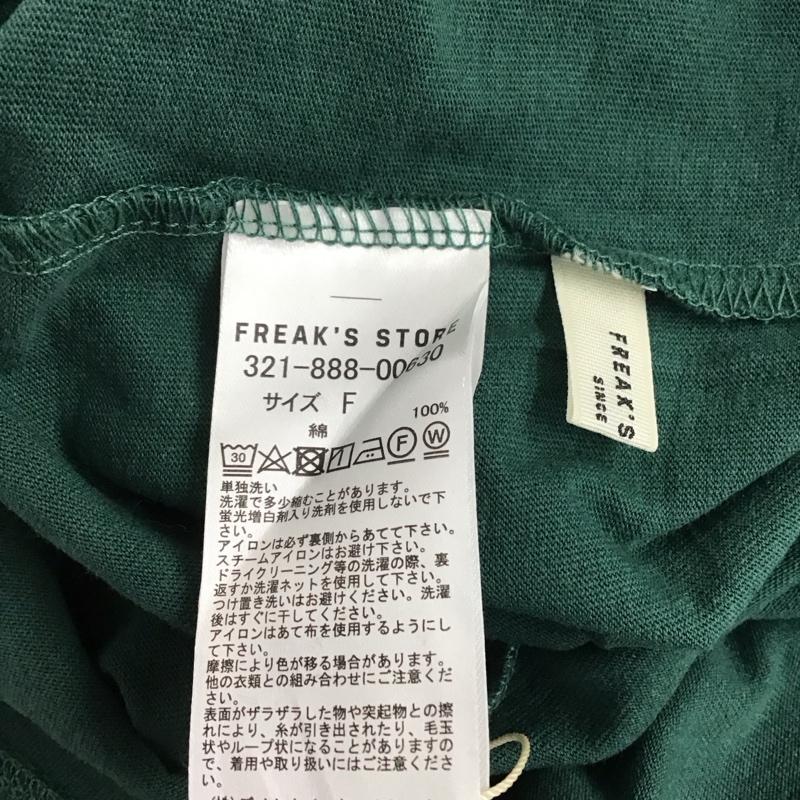 FREAK'S STORE
321-888-00630
サイズ F
綿 100%
30 F W
単独洗い
洗濯で多少縮むことがあります。
蛍光増白剤入り洗剤を使用しないで下
さい。
アイロンは必ず裏側からあてて下さい。
スチームアイロンはお避け下さい。
ドライクリーニング等の洗濯の際、裏
返すか洗濯ネットを使用して下さい。
つけ置き洗いはお避けください。洗濯
後はすぐに干してください。
アイロンはあて布を使用するようにし
て下さい。
摩擦により色が移る場合があります。
他の衣類との組み合わせにご注意くだ
さい。
表面がザラザラした物や突起物との擦
れにより、糸が引き出されたり、毛玉
状やループ状になることがありますの
で、着用や取り扱いにはご注意くださ
い。
FREAK'S S
SINCE